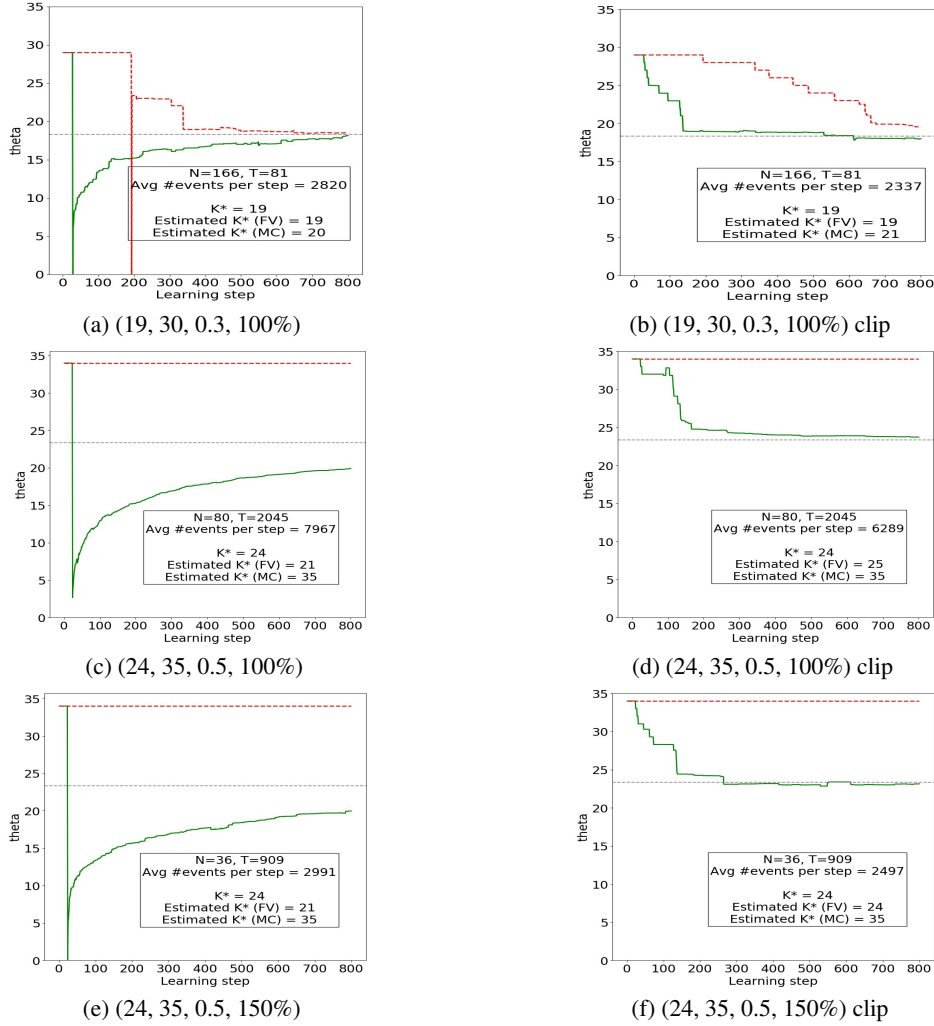 35
30
25
20
15
10
5
0
theta
N=166, T=81
Avg #events per step = 2820
K* = 19
Estimated K* (FV) = 19
Estimated K* (MC) = 20
0 100 200 300 400 500 600 700 800
Learning step
(a) (19, 30, 0.3, 100%)
35
30
25
20
15
10
5
0
theta
N=166, T=81
Avg #events per step = 2337
K* = 19
Estimated K* (FV) = 19
Estimated K* (MC) = 21
0 100 200 300 400 500 600 700 800
Learning step
(b) (19, 30, 0.3, 100%) clip
35
30
25
20
15
10
5
0
theta
N=80, T=2045
Avg #events per step = 7967
K* = 24
Estimated K* (FV) = 21
Estimated K* (MC) = 35
0 100 200 300 400 500 600 700 800
Learning step
(c) (24, 35, 0.5, 100%)
35
30
25
20
15
10
5
0
theta
N=80, T=2045
Avg #events per step = 6289
K* = 24
Estimated K* (FV) = 25
Estimated K* (MC) = 35
0 100 200 300 400 500 600 700 800
Learning step
(d) (24, 35, 0.5, 100%) clip
35
30
25
20
15
10
5
0
theta
N=36, T=909
Avg #events per step = 2991
K* = 24
Estimated K* (FV) = 21
Estimated K* (MC) = 35
0 100 200 300 400 500 600 700 800
Learning step
(e) (24, 35, 0.5, 150%)
35
30
25
20
15
10
5
0
theta
N=36, T=909
Avg #events per step = 2497
K* = 24
Estimated K* (FV) = 24
Estimated K* (MC) = 35
0 100 200 300 400 500 600 700 800
Learning step
(f) (24, 35, 0.5, 150%) clip